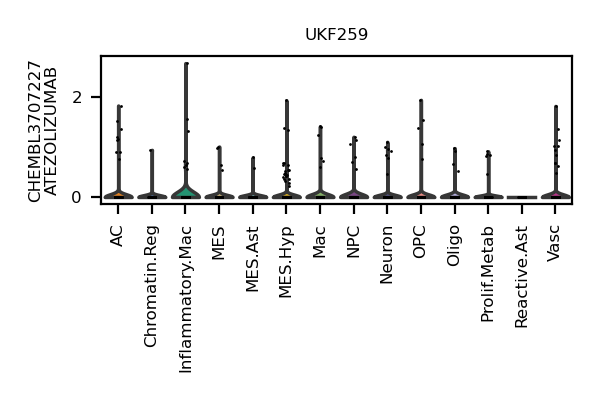 UKF259
CHEMBL3707227
ATEZOLIZUMAB
2
0
AC
Chromatin.Reg
Inflammatory.Mac
MES
MES.Ast
MES.Hyp
Mac
NPC
Neuron
OPC
Oligo
Prolif.Metab
Reactive.Ast
Vasc